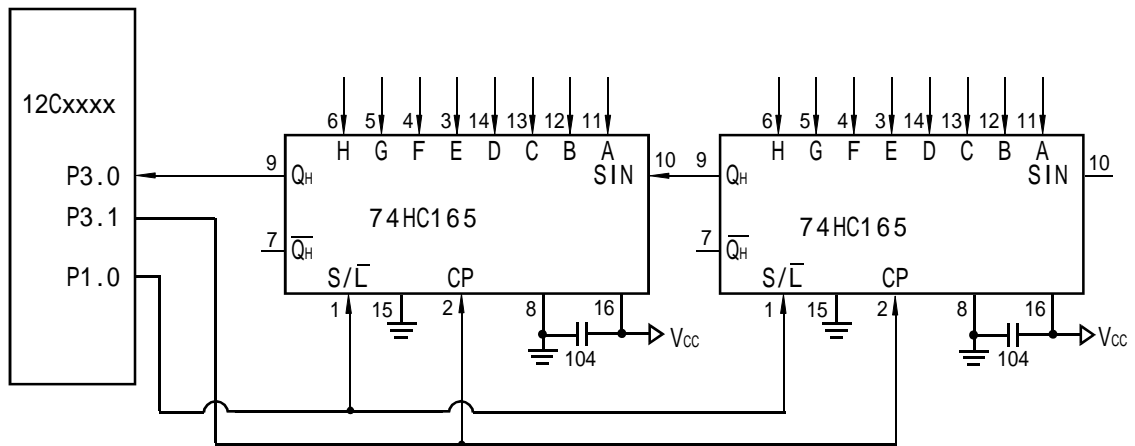 12Cxxxx
P3.0
P3.1
P1.0
6 5 4 3 14 13 12 11
H G F E D C B A
9 QH SIN 10
74HC165
7 QH
S/L CP
1 15 2 8 16
104
VCC
6 5 4 3 14 13 12 11
H G F E D C B A
9 QH SIN 10
74HC165
7 QH
S/L CP
1 15 2 8 16
104
VCC